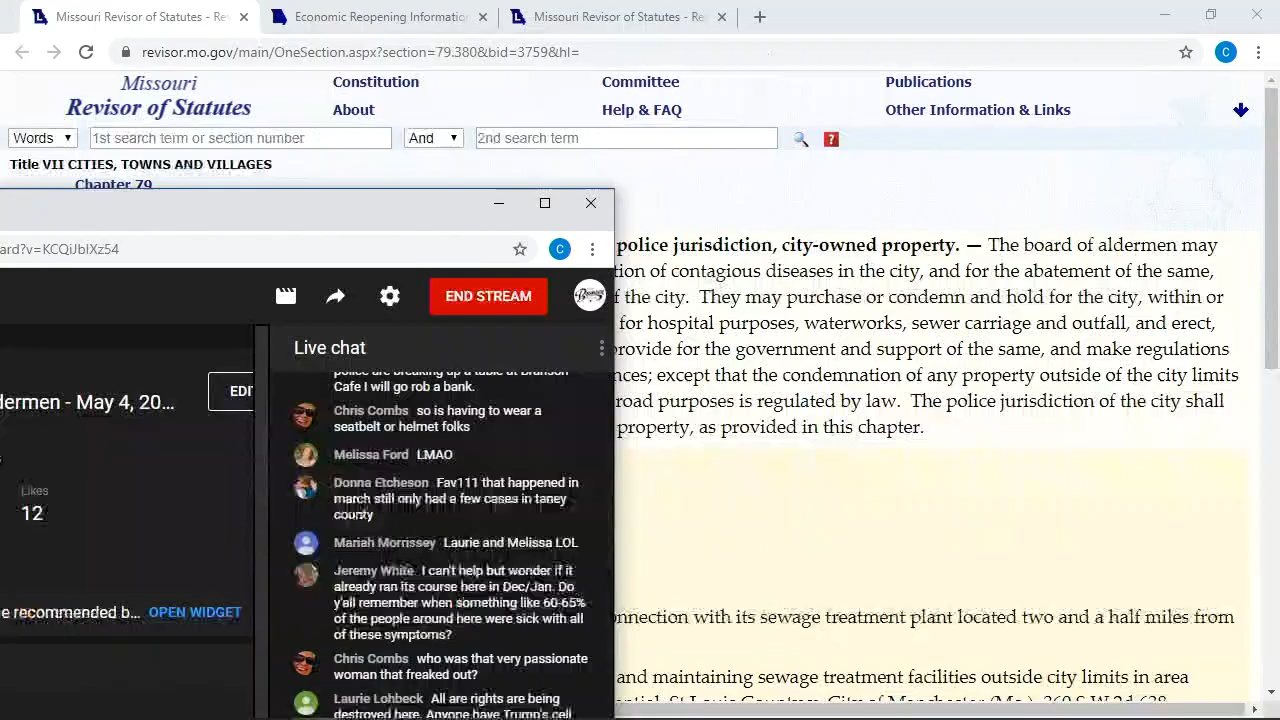 Missouri Revisor of Statutes - Re
Economic Reopening Informatio
Missouri Revisor of Statutes - Re
revisor.mo.gov/main/OneSection.aspx?section=79.380&bid=3759&hl=
C
Missouri
Revisor of Statutes
Constitution
Committee
Publications
About
Help & FAQ
Other Information & Links
Words
1st search term or section number
And
2nd search term
?
Title VII CITIES, TOWNS AND VILLAGES
Chapter 79
police jurisdiction, city-owned property. — The board of aldermen may
tion of contagious diseases in the city, and for the abatement of the same,
f the city. They may purchase or condemn and hold for the city, within or
for hospital purposes, waterworks, sewer carriage and outfall, and erect,
provide for the government and support of the same, and make regulations
nces; except that the condemnation of any property outside of the city limits
road purposes is regulated by law. The police jurisdiction of the city shall
property, as provided in this chapter.
onnection with its sewage treatment plant located two and a half miles from
and maintaining sewage treatment facilities outside city limits in area
ard?v=KCQiJbIXz54
C
END STREAM
Branson
Live chat
dermen - May 4, 20...
EDI
s
Likes
12
e recommended b...
OPEN WIDGET
police are breaking up a table at Branson
Cafe I will go rob a bank.
Chris Combs so is having to wear a
seatbelt or helmet folks
Melissa Ford LMAO
Donna Etcheson Fav111 that happened in
march still only had a few cases in taney
county
Mariah Morrissey Laurie and Melissa LOL
Jeremy White I can't help but wonder if it
already ran its course here in Dec/Jan. Do
y'all remember when something like 60-65%
of the people around here were sick with all
of these symptoms?
Chris Combs who was that very passionate
woman that freaked out?
Laurie Lohbeck All are rights are being
destroyed here. Anyone have Trump's cell